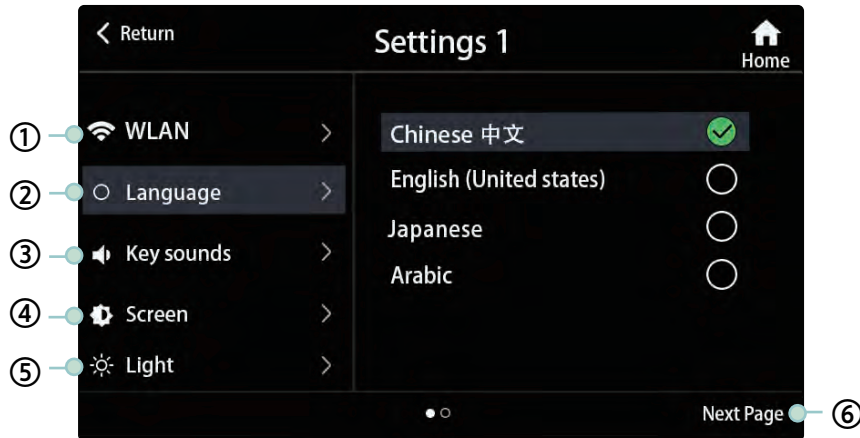 Return
Settings 1
Home
① WLAN
② Language
③ Key sounds
④ Screen
⑤ Light
Chinese 中文
English (United states)
Japanese
Arabic
Next Page ⑥